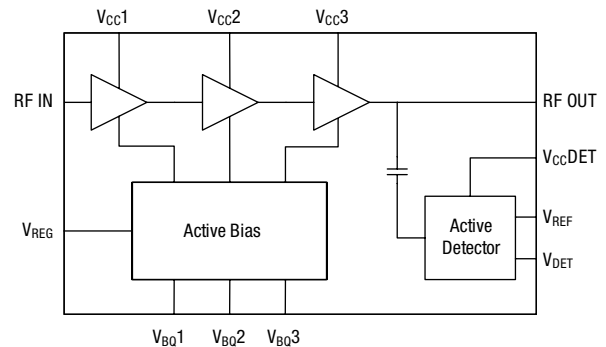 VCC1 VCC2 VCC3
RF IN RF OUT
VCCDET
VREG Active Bias Active VREF
Detector VDET
VBQ1 VBQ2 VBQ3